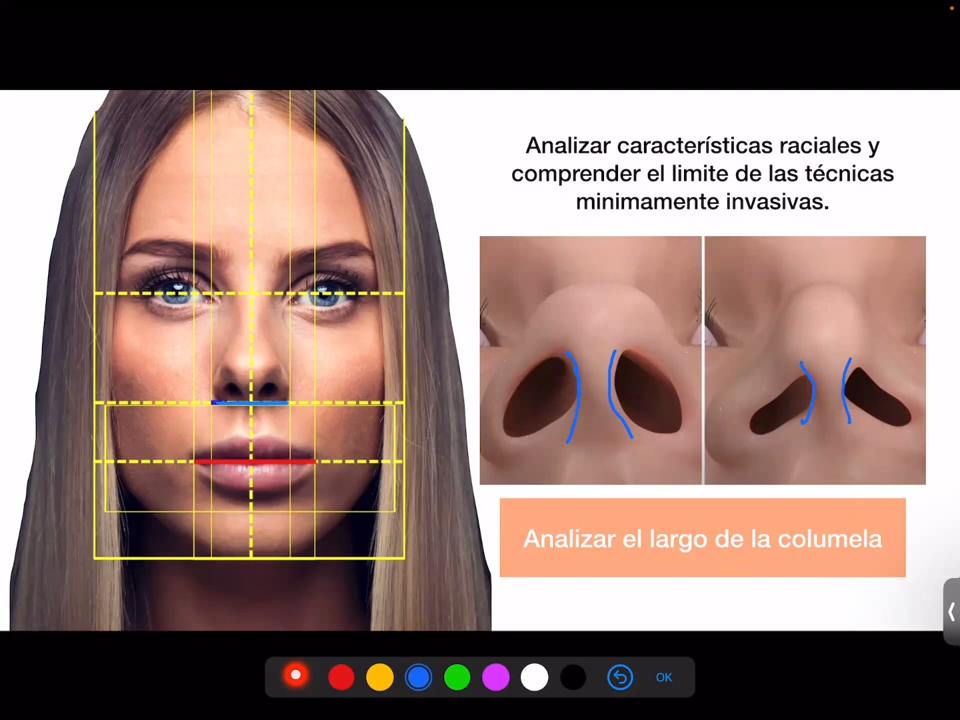 Analizar características raciales y
comprender el limite de las técnicas
minimamente invasivas.
Analizar el largo de la columela
OK